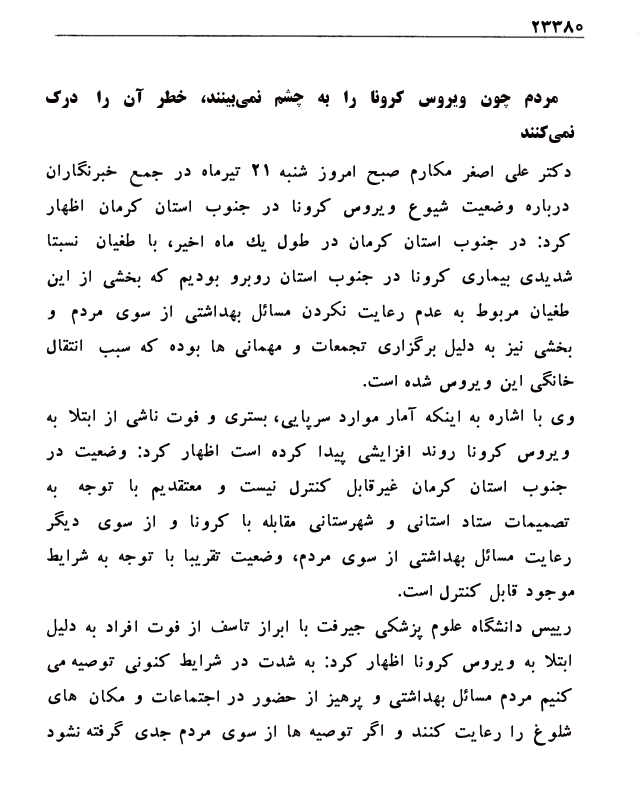 ۲۳۳۸۰
مردم چون ویروس کرونا را به چشم نمی‌بینند، خطر آن را درک
نمی‌کنند
دکتر علی اصغر مکارم صبح امروز شنبه ۲۱ تیرماه در جمع خبرنگاران
درباره وضعیت شیوع ویروس کرونا در جنوب استان کرمان اظهار
کرد: در جنوب استان کرمان در طول یك ماه اخیر، با طغیان نسبتا
شدیدی بیماری کرونا در جنوب استان روبرو بودیم که بخشی از این
طغیان مربوط به عدم رعایت نکردن مسائل بهداشتی از سوی مردم و
بخشی نیز به دلیل برگزاری تجمعات و مهمانی ها بوده که سبب انتقال
خانگی این ویروس شده است.
وی با اشاره به اینکه آمار موارد سرپایی، بستری و فوت ناشی از ابتلا به
ویروس کرونا روند افزایشی پیدا کرده است اظهار کرد: وضعیت در
جنوب استان کرمان غیرقابل کنترل نیست و معتقدیم با توجه به
تصمیمات ستاد استانی و شهرستانی مقابله با کرونا و از سوی دیگر
رعایت مسائل بهداشتی از سوی مردم، وضعیت تقریبا با توجه به شرایط
موجود قابل کنترل است.
رییس دانشگاه علوم پزشکی جیرفت با ابراز تاسف از فوت افراد به دلیل
ابتلا به ویروس کرونا اظهار کرد: به شدت در شرایط کنونی توصیه می
کنیم مردم مسائل بهداشتی و پرهیز از حضور در اجتماعات و مکان های
شلوغ را رعایت کنند و اگر توصیه ها از سوی مردم جدی گرفته نشود